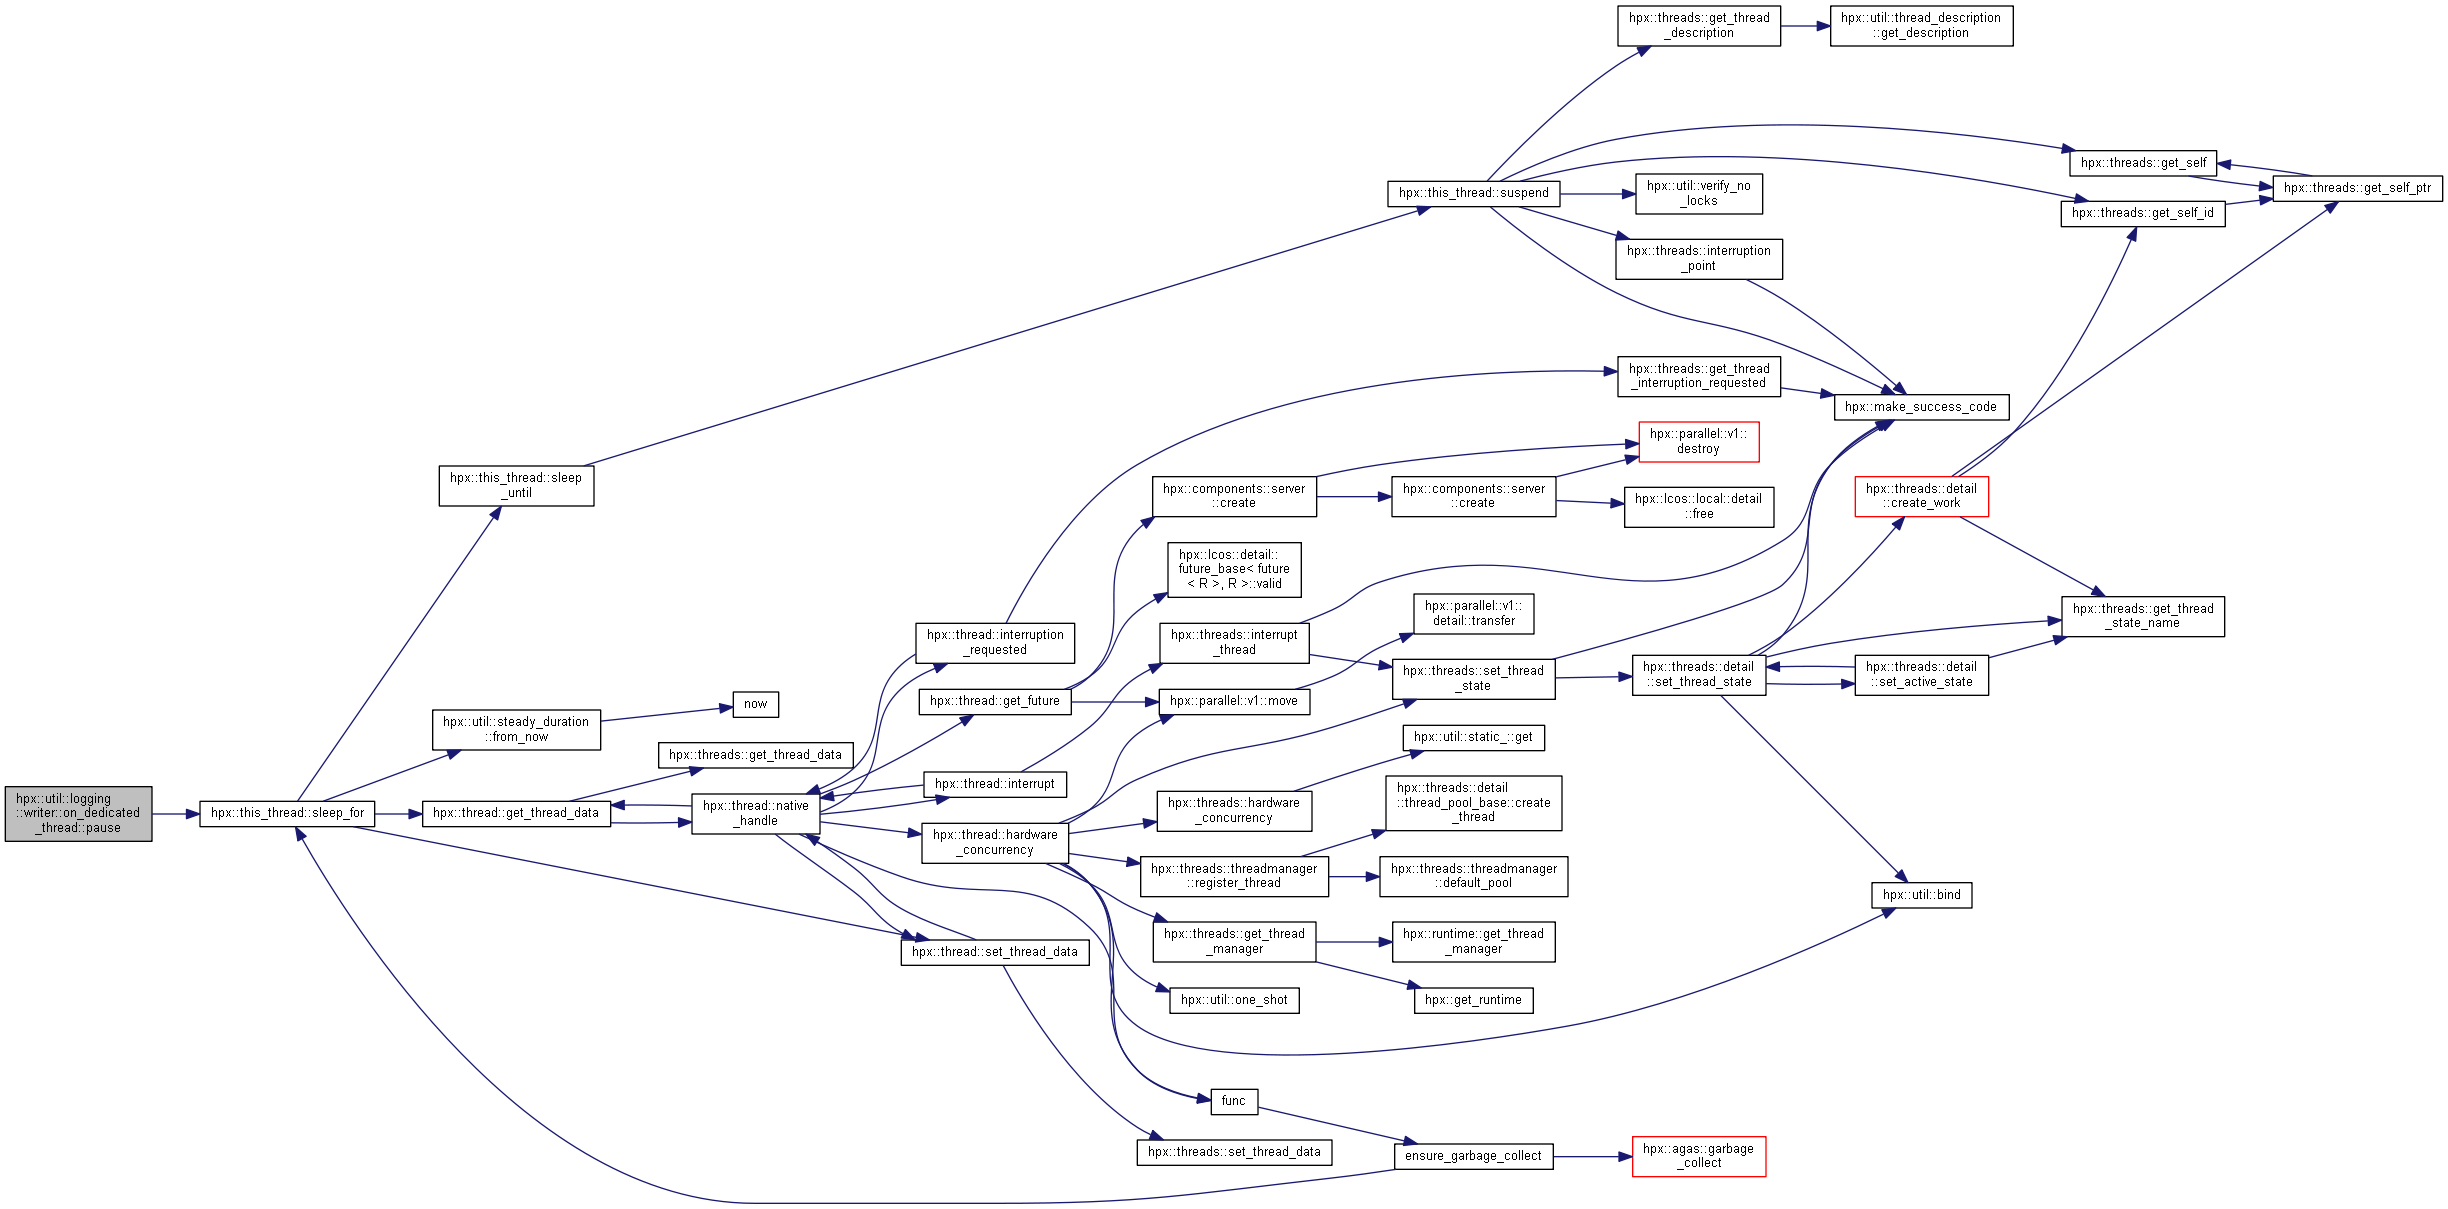 hpx::util::logging
::writer::on_dedicated
_thread::pause
hpx::this_thread::sleep_for
hpx::this_thread::sleep
_until
hpx::util::steady_duration
::from_now
hpx::thread::get_thread_data
now
hpx::threads::get_thread_data
hpx::thread::native
_handle
hpx::thread::interruption
_requested
hpx::thread::get_future
hpx::thread::interrupt
hpx::thread::hardware
_concurrency
hpx::thread::set_thread_data
hpx::components::server
::create
hpx::lcos::detail::
future_base< future
< R >, R >::valid
hpx::threads::interrupt
_thread
hpx::parallel::v1::move
hpx::threads::hardware
_concurrency
hpx::threads::threadmanager
::register_thread
hpx::threads::get_thread
_manager
hpx::util::one_shot
func
hpx::threads::set_thread_data
hpx::this_thread::suspend
hpx::components::server
::create
hpx::parallel::v1::
detail::transfer
hpx::threads::set_thread
_state
hpx::util::static_::get
hpx::threads::detail
::thread_pool_base::create
_thread
hpx::threads::threadmanager
::default_pool
hpx::runtime::get_thread
_manager
hpx::get_runtime
ensure_garbage_collect
hpx::threads::get_thread
_description
hpx::util::verify_no
_locks
hpx::threads::interruption
_point
hpx::threads::get_thread
_interruption_requested
hpx::parallel::v1::
destroy
hpx::lcos::local::detail
::free
hpx::threads::detail
::set_thread_state
hpx::agas::garbage
_collect
hpx::util::thread_description
::get_description
hpx::make_success_code
hpx::threads::detail
::create_work
hpx::threads::detail
::set_active_state
hpx::util::bind
hpx::threads::get_self
hpx::threads::get_self_id
hpx::threads::get_thread
_state_name
hpx::threads::get_self_ptr